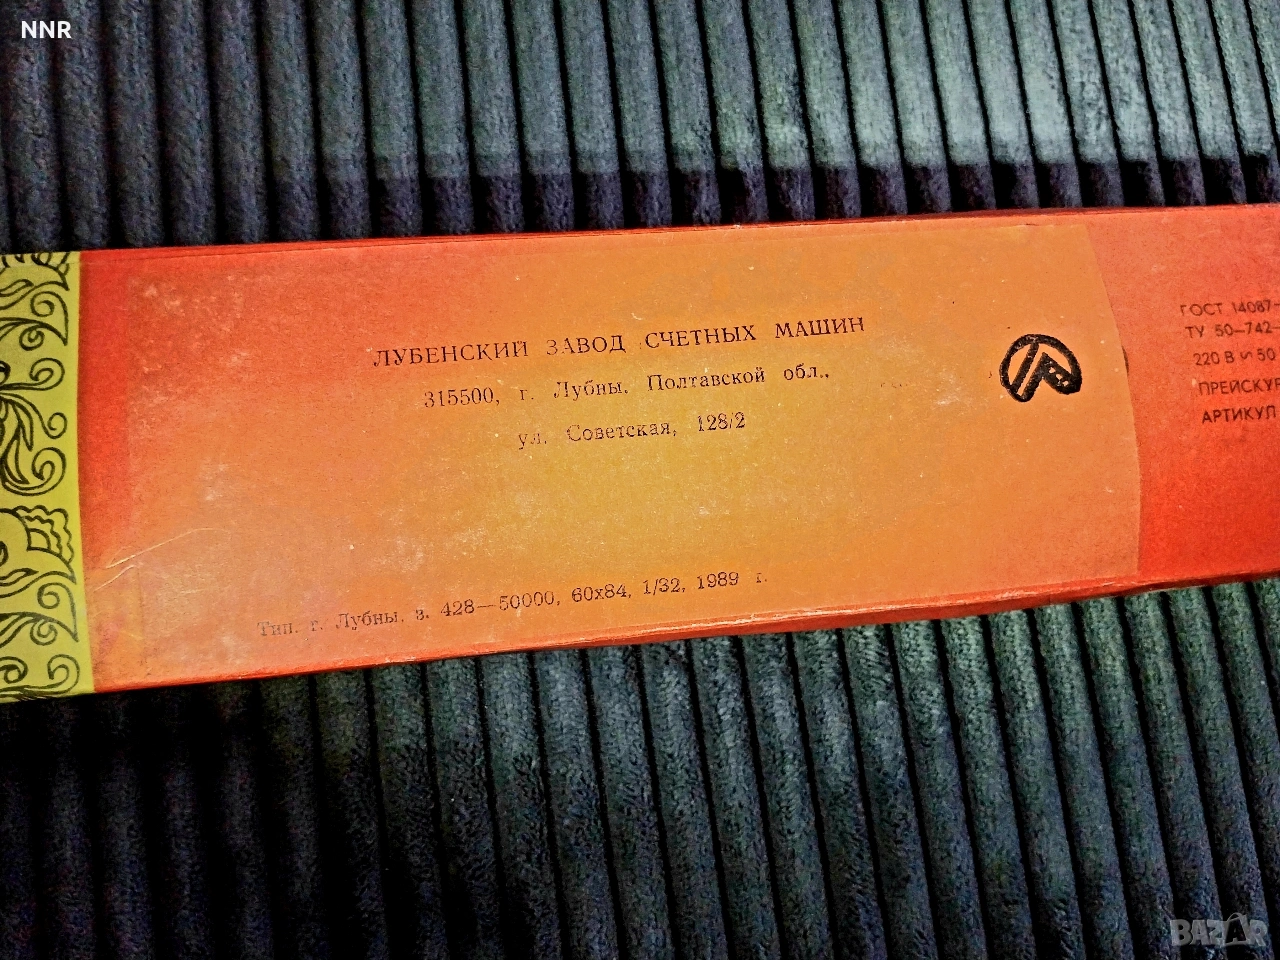 NNR
ЛУБЕНСКИЙ ЗАВОД СЧЕТНЫХ МАШИН
315500, г. Лубны. Полтавской обл.,
ул. Советская, 128/2
Тип. г. Лубны. з. 428—50000, 60х84, 1/32, 1989 г.
ГОСТ 14087-
ТУ 50-742-
220 В 50
ПРЕЙСКУР
АРТИКУЛ
BAZAR